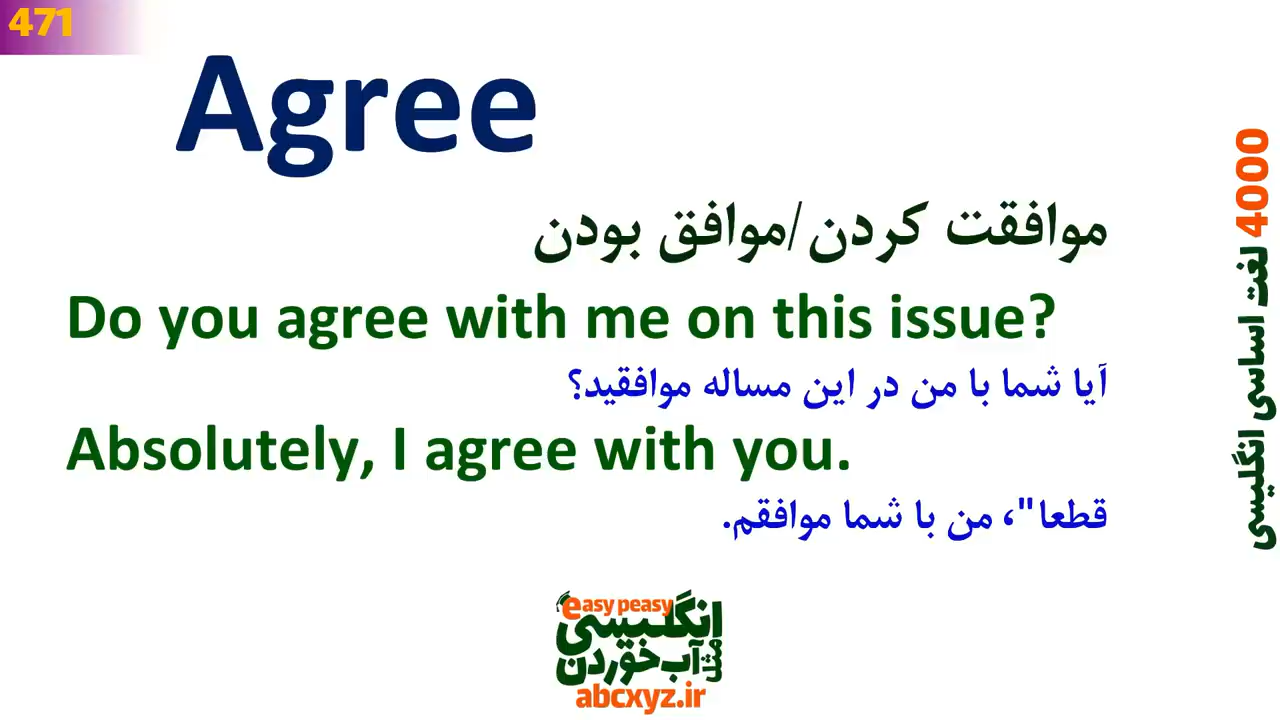 471
Agree
موافقت کردن/موافق بودن
Do you agree with me on this issue?
آیا شما با من در این مساله موافقید؟
Absolutely, I agree with you.
قطعا"، من با شما موافقم.
4000 لغت اساسی انگلیسی
easy peasy
انگلیسی
مثل آب خوردن
abcxyz.ir